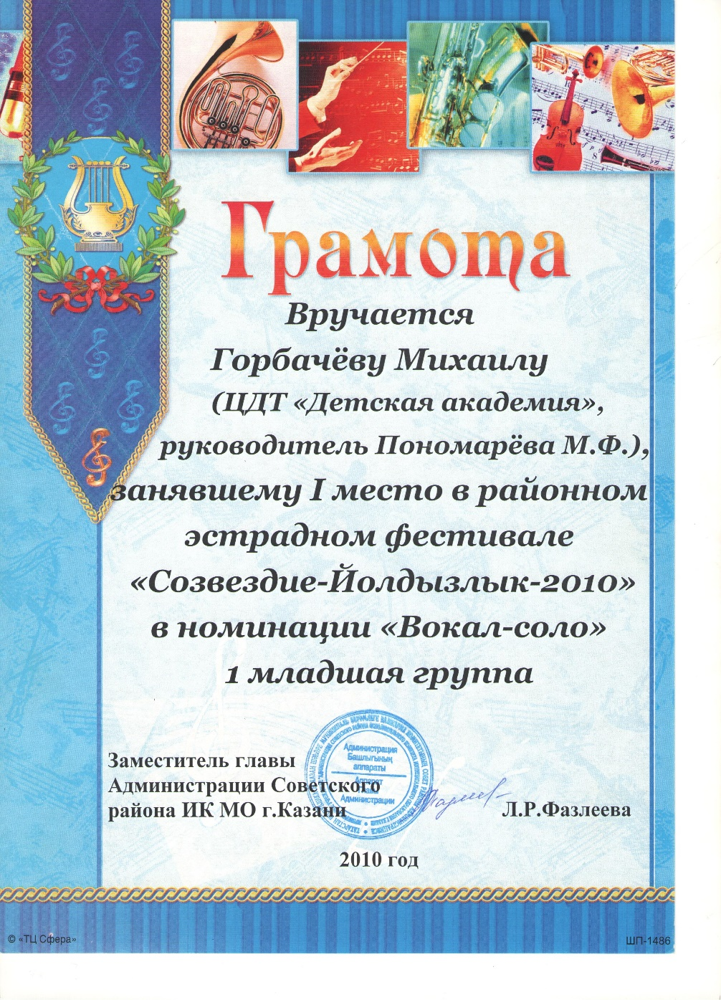 Грамота
Вручается
Горбачёву Михаилу
(ЦДТ «Детская академия»,
руководитель Пономарёва М.Ф.),
занявшему I место в районном
эстрадном фестивале
«Созвездие-Йолдызлык-2010»
в номинации «Вокал-соло»
1 младшая группа
Администрация
Башлыгының
аппараты
Аппарат
Главы
Администрации
Заместитель главы
Администрации Советского
района ИК МО г.Казани
Л.Р.Фазлеева
2010 год
© «ТЦ Сфера»
ШП-1486